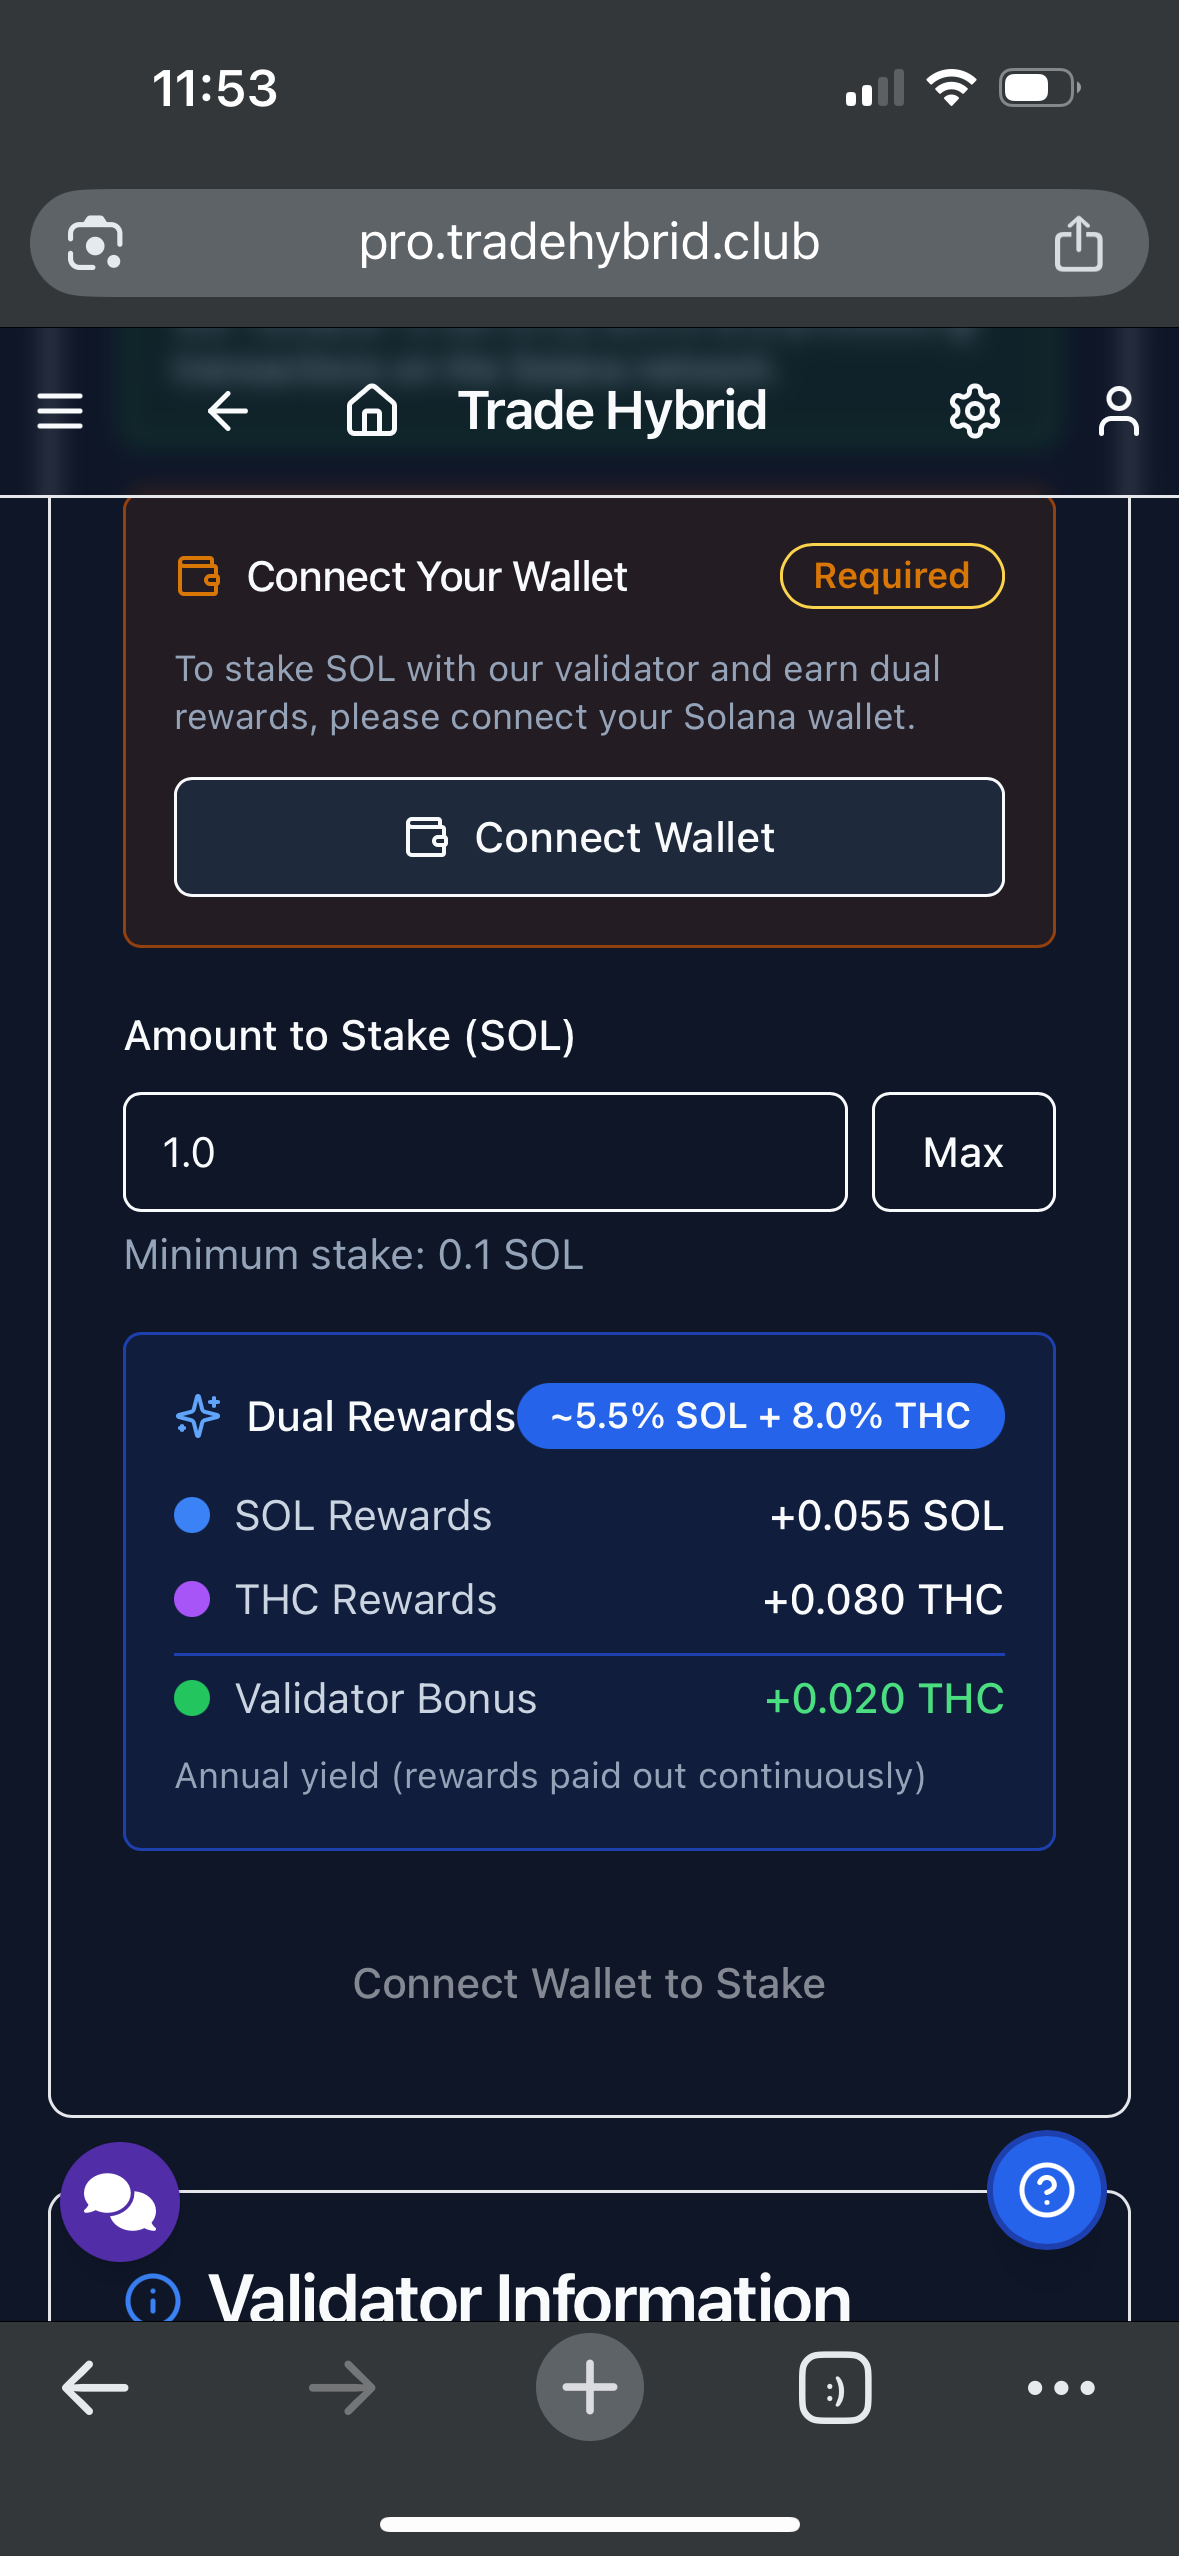 11:53
pro.tradehybrid.club
Trade Hybrid
Connect Your Wallet
Required
To stake SOL with our validator and earn dual
rewards, please connect your Solana wallet.
Connect Wallet
Amount to Stake (SOL)
1.0
Max
Minimum stake: 0.1 SOL
Dual Rewards
~5.5% SOL + 8.0% THC
SOL Rewards
+0.055 SOL
THC Rewards
+0.080 THC
Validator Bonus
+0.020 THC
Annual yield (rewards paid out continuously)
Connect Wallet to Stake
Validator Information
:)